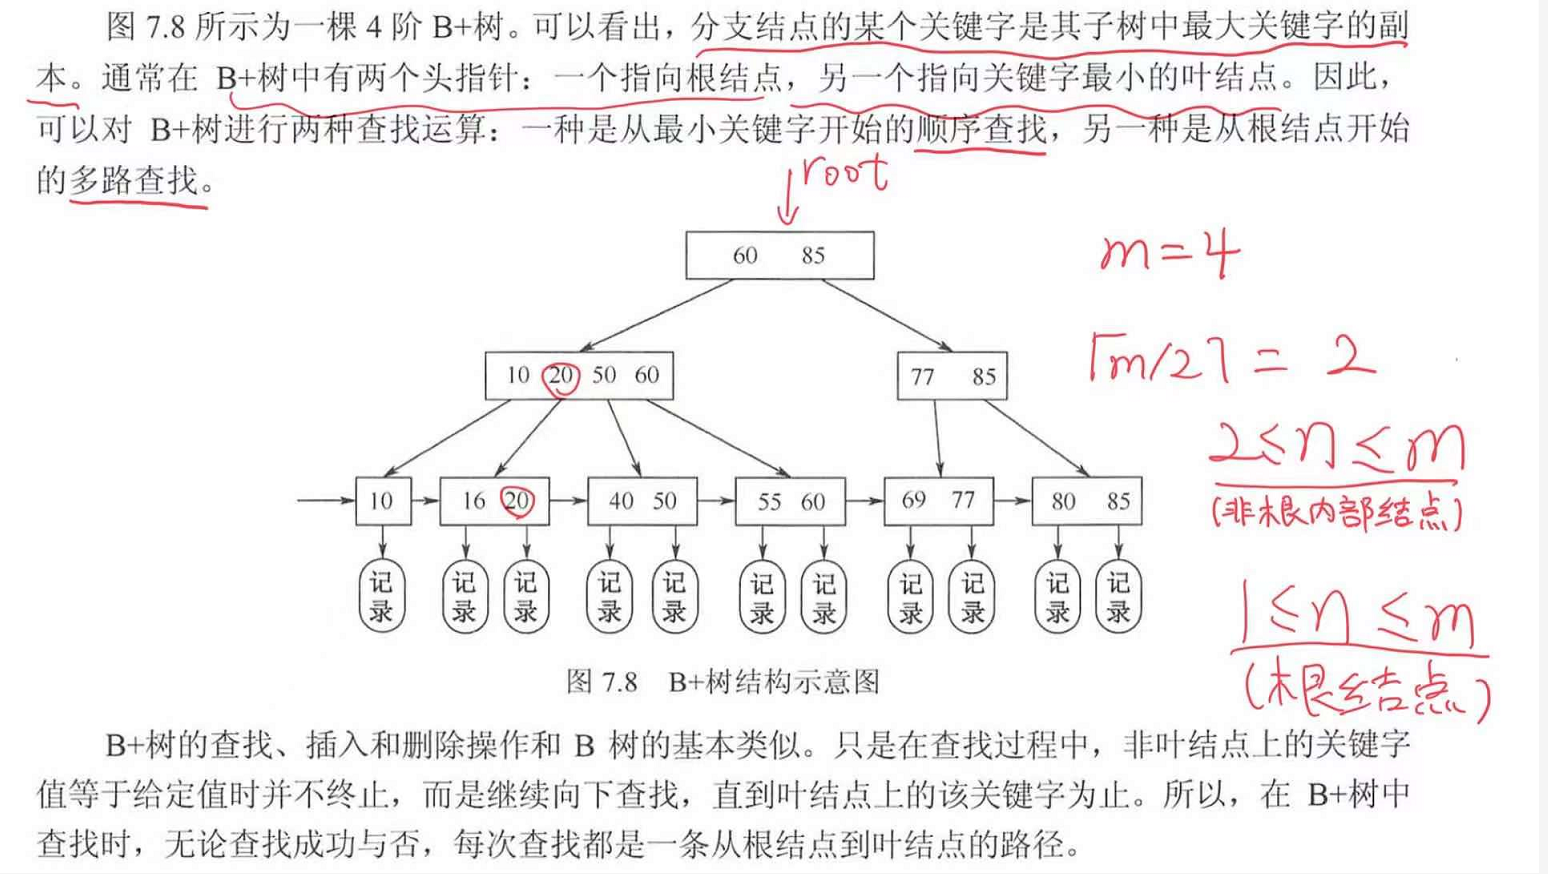 图 7.8 所示为一棵 4 阶 B+树。可以看出，分支结点的某个关键字是其子树中最大关键字的副
本。通常在 B+树中有两个头指针：一个指向根结点，另一个指向关键字最小的叶结点。因此，
可以对 B+树进行两种查找运算：一种是从最小关键字开始的顺序查找，另一种是从根结点开始
的多路查找。
root
60 85
m=4
10 20 50 60
77 85
⌈m/2⌉ = 2
2≤n≤m
(非根内部结点)
10
16 20
40 50
55 60
69 77
80 85
记录 记录 记录 记录 记录 记录 记录 记录 记录 记录 记录
1≤n≤m
(根结点)
图 7.8 B+树结构示意图
B+树的查找、插入和删除操作和 B 树的基本类似。只是在查找过程中，非叶结点上的关键字
值等于给定值时并不终止，而是继续向下查找，直到叶结点上的该关键字为止。所以，在 B+树中
查找时，无论查找成功与否，每次查找都是一条从根结点到叶结点的路径。